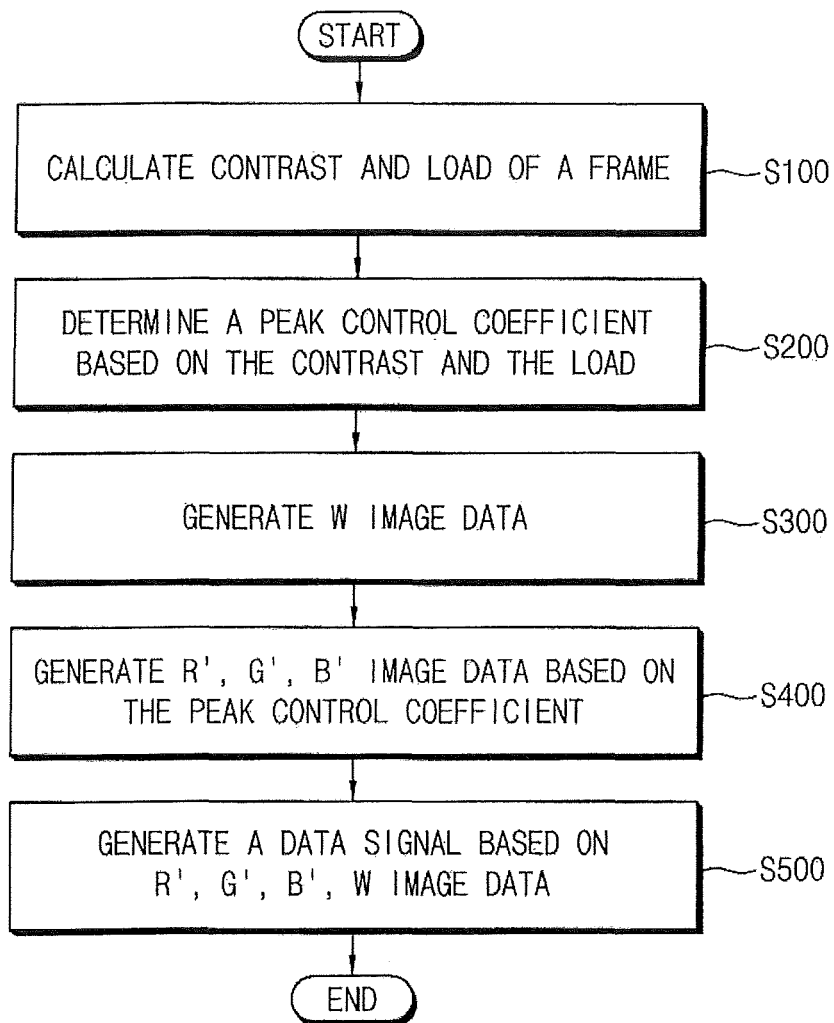 START
CALCULATE CONTRAST AND LOAD OF A FRAME
S100
DETERMINE A PEAK CONTROL COEFFICIENT
BASED ON THE CONTRAST AND THE LOAD
S200
GENERATE W IMAGE DATA
S300
GENERATE R', G', B' IMAGE DATA BASED ON
THE PEAK CONTROL COEFFICIENT
S400
GENERATE A DATA SIGNAL BASED ON
R', G', B', W IMAGE DATA
S500
END